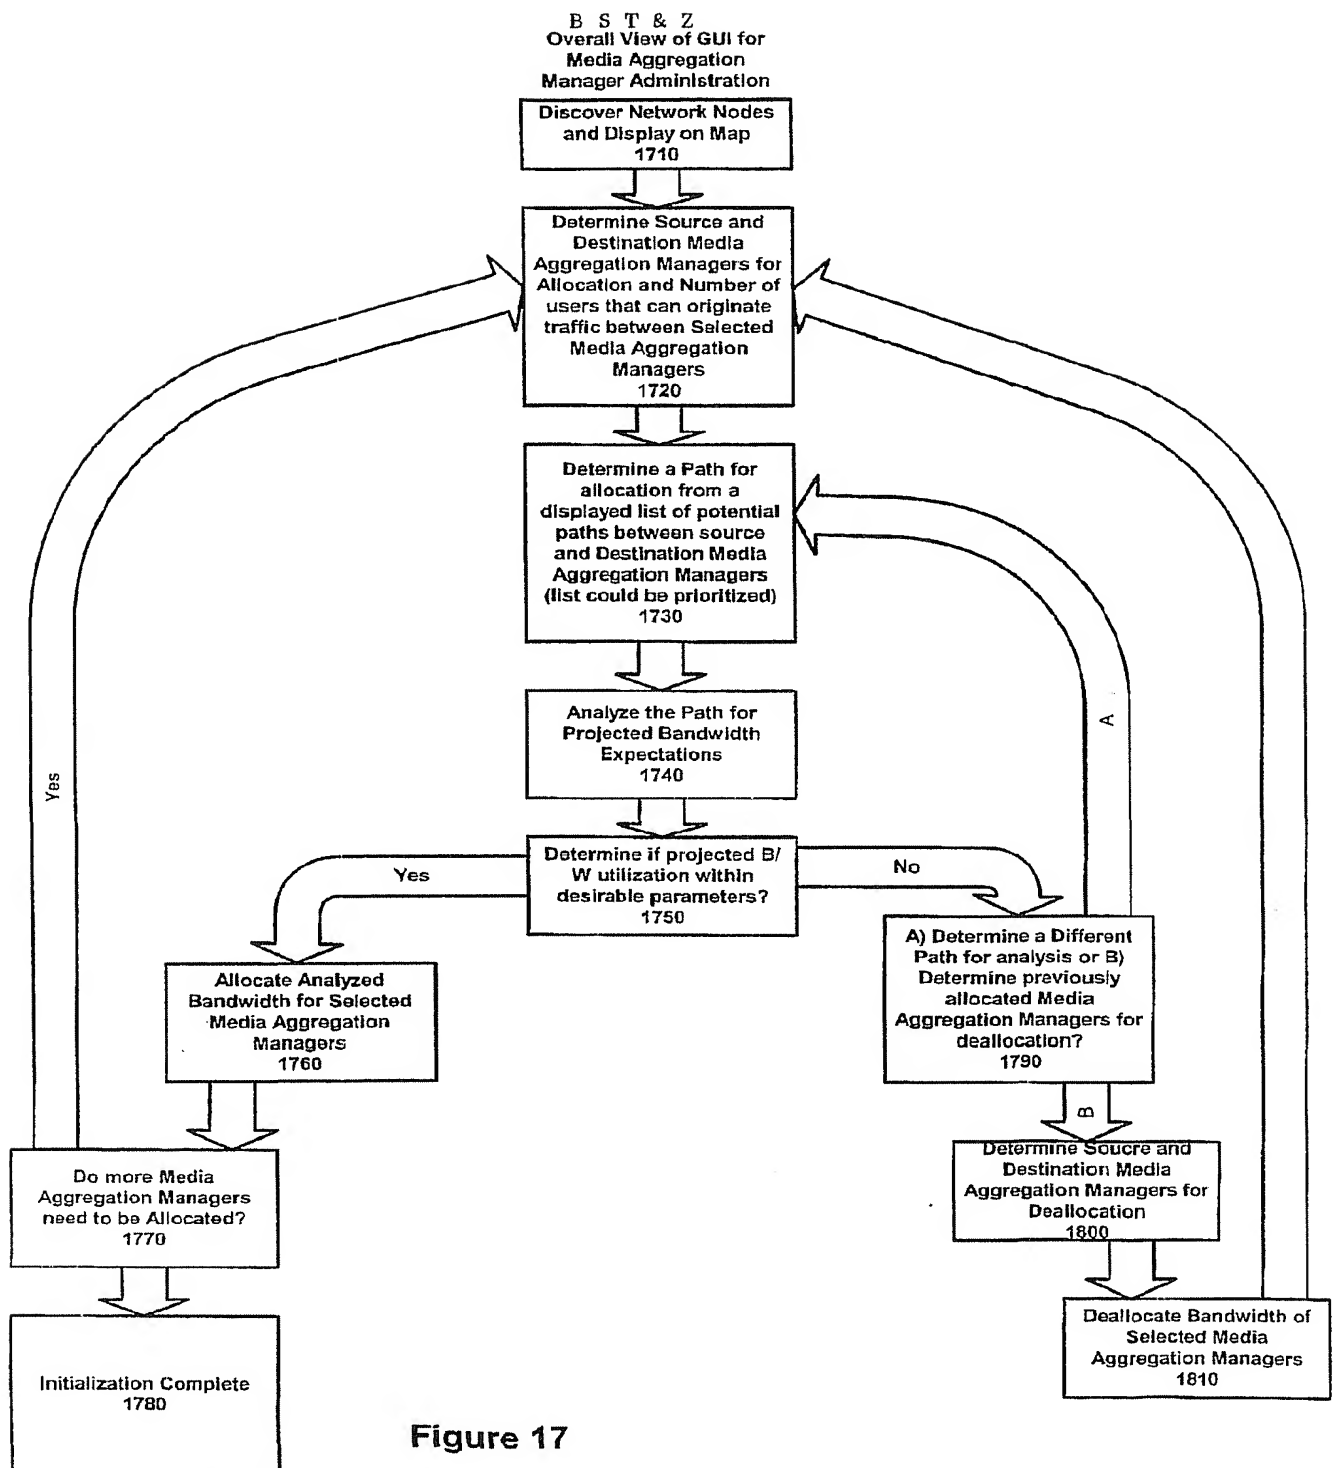 B S T & Z
Overall View of GUI for
Media Aggregation
Manager Administration
Discover Network Nodes
and Display on Map
1710
Determine Source and
Destination Media
Aggregation Managers for
Allocation and Number of
users that can originate
traffic between Selected
Media Aggregation
Managers
1720
Determine a Path for
allocation from a
displayed list of potential
paths between source
and Destination Media
Aggregation Managers
(list could be prioritized)
1730
A
Analyze the Path for
Projected Bandwidth
Expectations
1740
Yes
Determine if projected B/
W utilization within
desirable parameters?
1750
Yes
No
A) Determine a Different
Path for analysis or B)
Determine previously
allocated Media
Aggregation Managers for
deallocation?
1790
Allocate Analyzed
Bandwidth for Selected
Media Aggregation
Managers
1760
B
Determine Soucre and
Destination Media
Aggregation Managers for
Deallocation
1800
Do more Media
Aggregation Managers
need to be Allocated?
1770
Deallocate Bandwidth of
Selected Media
Aggregation Managers
1810
Initialization Complete
1780
Figure 17